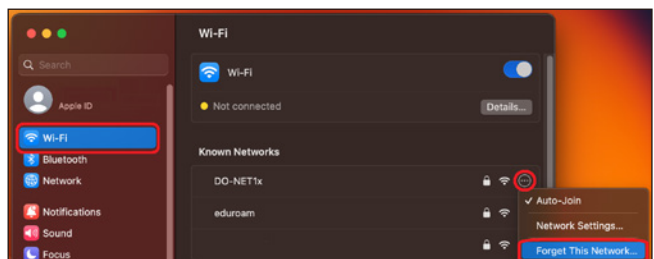 Wi-Fi
Search
Apple ID
Wi-Fi
Bluetooth
Network
Notifications
Sound
Focus
Wi-Fi
Not connected
Details...
Known Networks
DO-NET1x
eduroam
✓ Auto-Join
Network Settings...
Forget This Network...